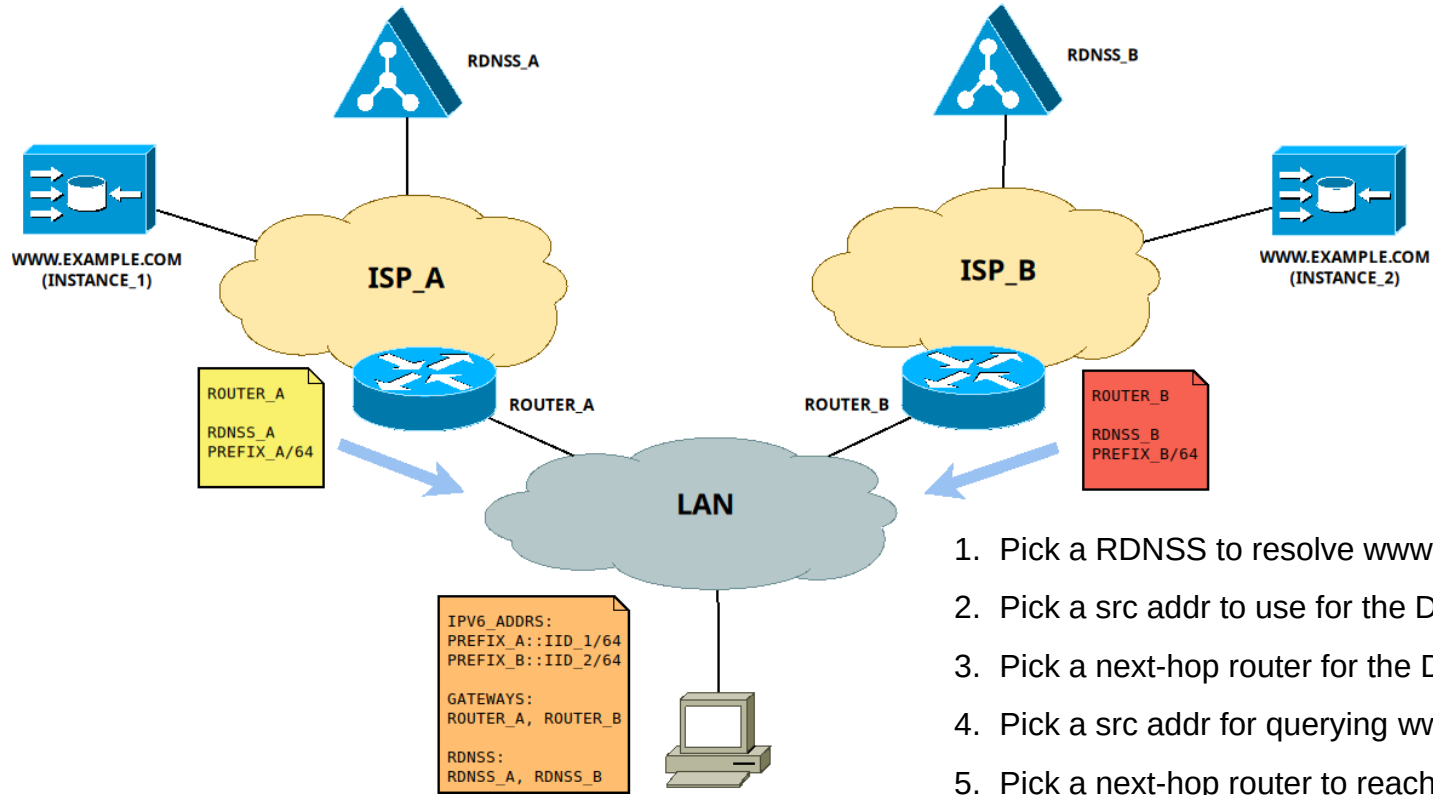 RDNSS_A
RDNSS_B
WWW.EXAMPLE.COM
(INSTANCE_1)
ISP_A
ISP_B
WWW.EXAMPLE.COM
(INSTANCE_2)
ROUTER_A
RDNSS_A
PREFIX_A/64
ROUTER_A
ROUTER_B
ROUTER_B
RDNSS_B
PREFIX_B/64
LAN
IPV6_ADDRS:
PREFIX_A::IID_1/64
PREFIX_B::IID_2/64
GATEWAYS:
ROUTER_A, ROUTER_B
RDNSS:
RDNSS_A, RDNSS_B
1. Pick a RDNSS to resolve www
2. Pick a src addr to use for the D
3. Pick a next-hop router for the D
4. Pick a src addr for querying ww
5. Pick a next-hop router to reach